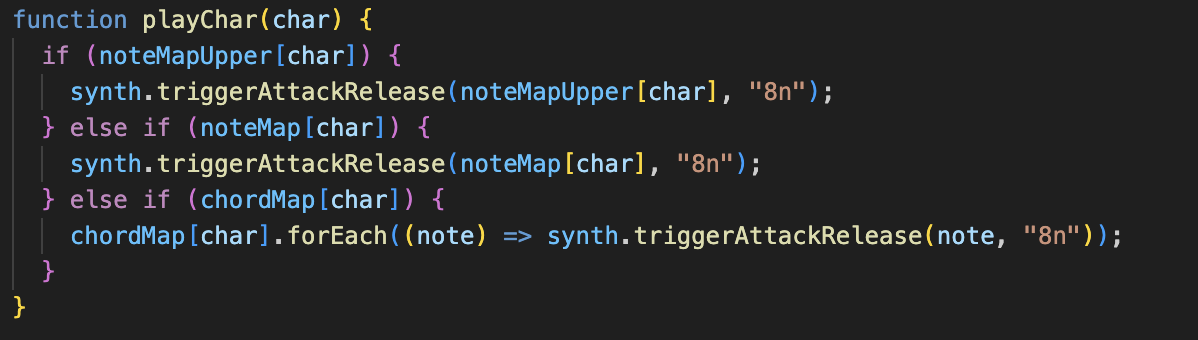 function playChar(char) {
  if (noteMapUpper[char]) {
    synth.triggerAttackRelease(noteMapUpper[char], "8n");
  } else if (noteMap[char]) {
    synth.triggerAttackRelease(noteMap[char], "8n");
  } else if (chordMap[char]) {
    chordMap[char].forEach((note) => synth.triggerAttackRelease(note, "8n"));
  }
}